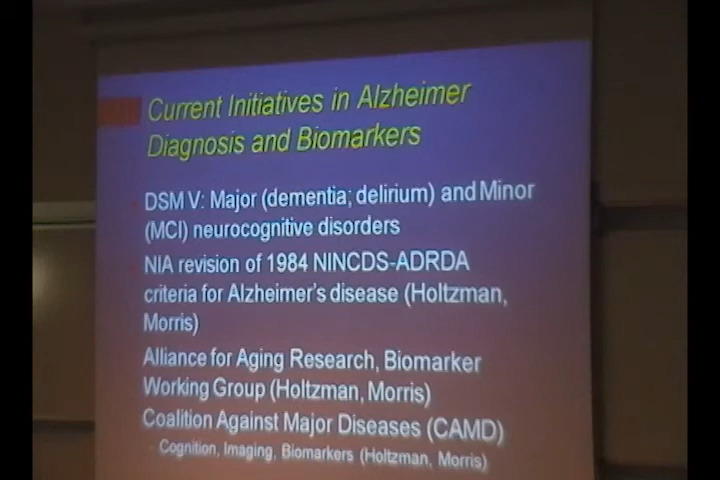 Current Initiatives in Alzheimer
Diagnosis and Biomarkers
DSM V: Major (dementia; delirium) and Minor
(MCI) neurocognitive disorders
NIA revision of 1984 NINCDS-ADRDA
criteria for Alzheimer's disease (Holtzman,
Morris)
Alliance for Aging Research, Biomarker
Working Group (Holtzman, Morris)
Coalition Against Major Diseases (CAMD)
Cognition, Imaging, Biomarkers (Holtzman, Morris)